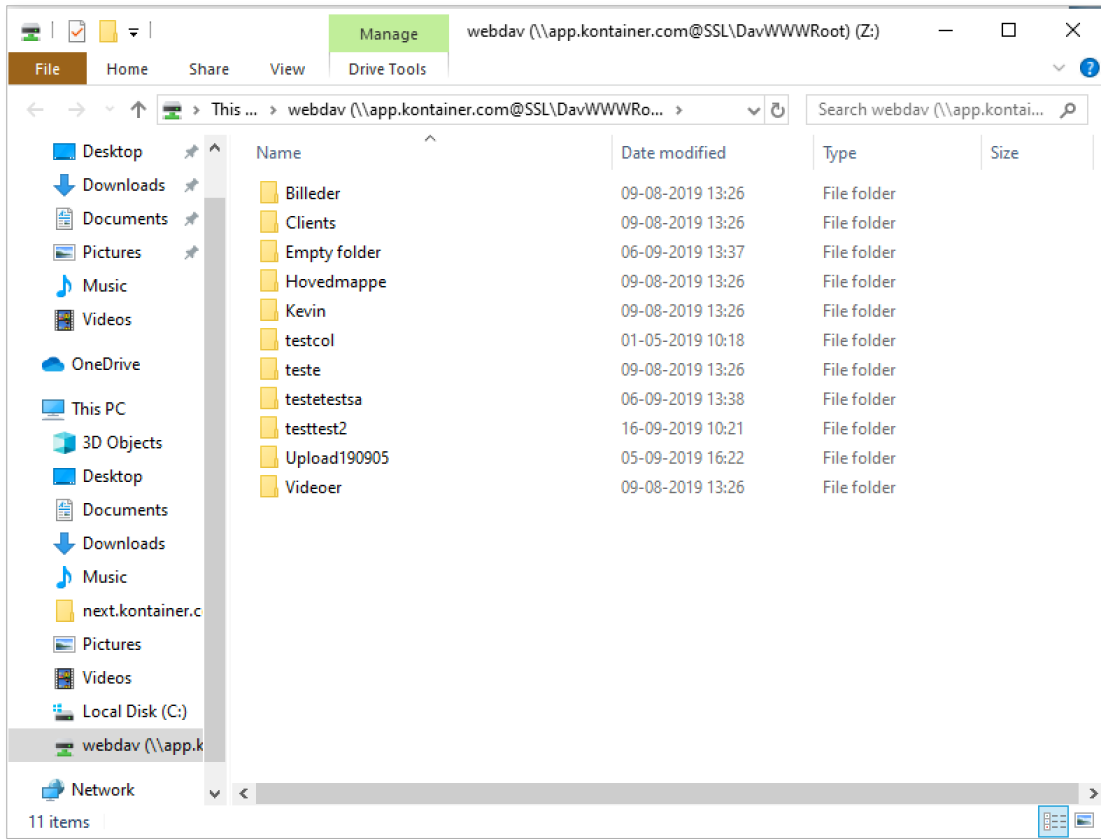 Manage webdav (\\app.kontainer.com@SSL\DavWWWRoot) (Z:)
File Home Share View Drive Tools
This ... webdav (\\app.kontainer.com@SSL\DavWWWRo... Search webdav (\\app.kontai...
Desktop
Downloads
Documents
Pictures
Music
Videos
OneDrive
This PC
3D Objects
Desktop
Documents
Downloads
Music
next.kontainer.c
Pictures
Videos
Local Disk (C:)
webdav (\\app.k
Network
Name Date modified Type Size
Billeder 09-08-2019 13:26 File folder
Clients 09-08-2019 13:26 File folder
Empty folder 06-09-2019 13:37 File folder
Hovedmappe 09-08-2019 13:26 File folder
Kevin 09-08-2019 13:26 File folder
testcol 01-05-2019 10:18 File folder
teste 09-08-2019 13:26 File folder
testetestsa 06-09-2019 13:38 File folder
testtest2 16-09-2019 10:21 File folder
Upload190905 05-09-2019 16:22 File folder
Videoer 09-08-2019 13:26 File folder
11 items